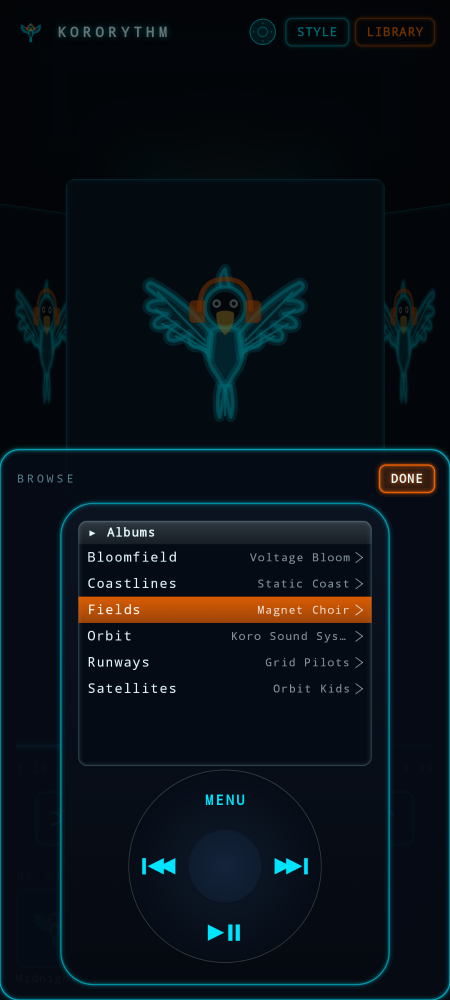 KORORYTHM STYLE LIBRARY
BROWSE DONE
Albums
Bloomfield Voltage Bloom
Coastlines Static Coast
Fields Magnet Choir
Orbit Koro Sound Sys…
Runways Grid Pilots
Satellites Orbit Kids
MENU